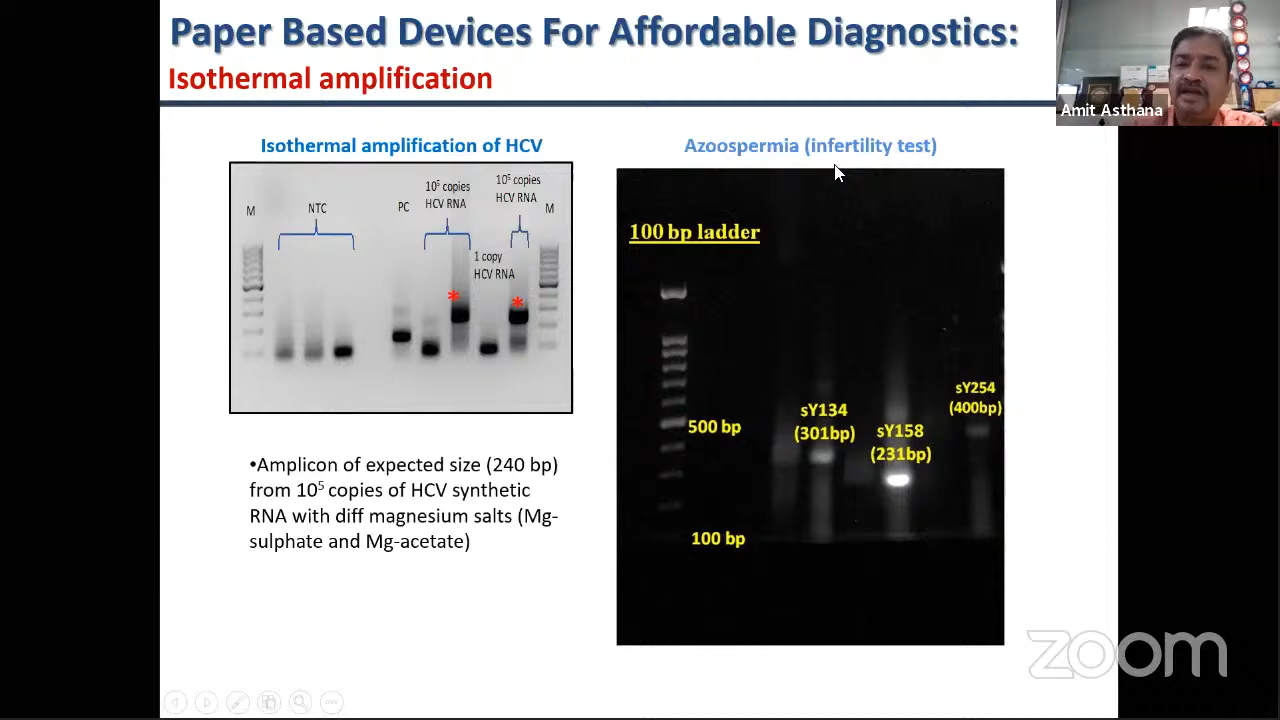 Paper Based Devices For Affordable Diagnostics:
Isothermal amplification
Amit Asthana
Isothermal amplification of HCV
M
NTC
PC
10⁵ copies
HCV RNA
1 copy
HCV RNA
10⁵ copies
HCV RNA
M
*
*
•Amplicon of expected size (240 bp)
from 10⁵ copies of HCV synthetic
RNA with diff magnesium salts (Mg-
sulphate and Mg-acetate)
Azoospermia (infertility test)
100 bp ladder
500 bp
100 bp
sY134
(301bp)
sY158
(231bp)
sY254
(400bp)
zoom